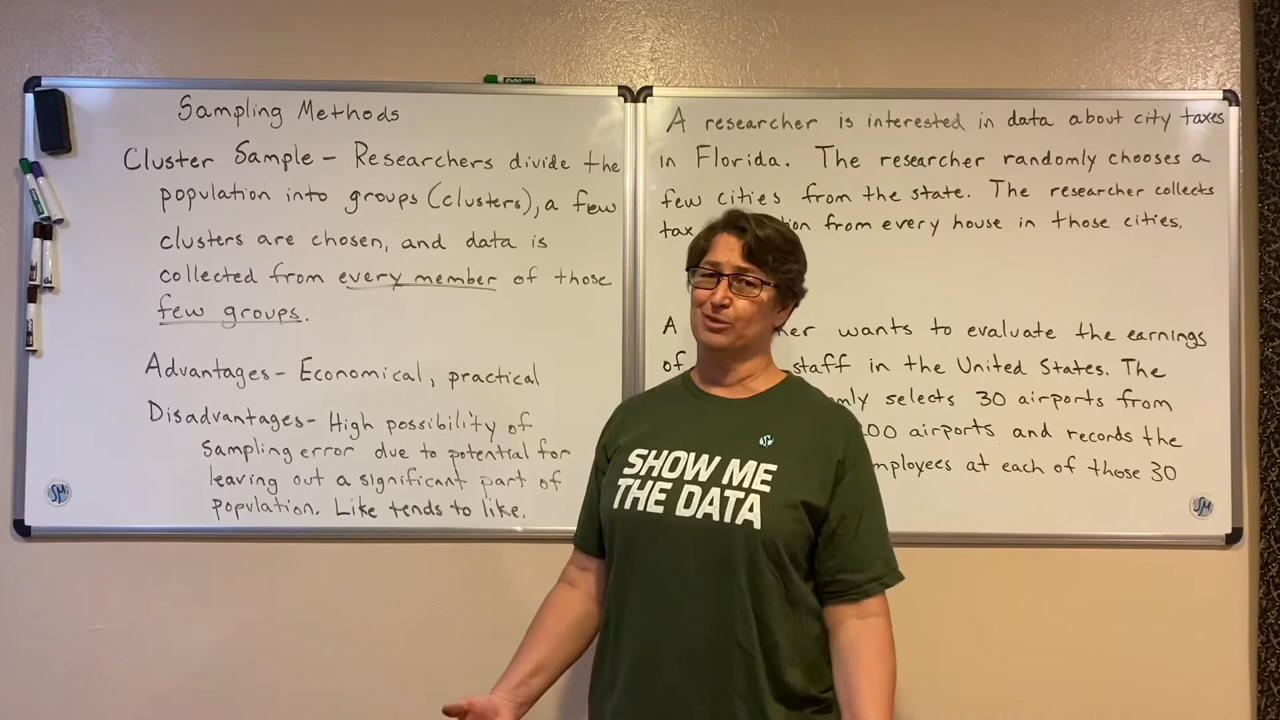 Sampling Methods
Cluster Sample – Researchers divide the
population into groups (clusters), a few
clusters are chosen, and data is
collected from every member of those
few groups.
Advantages – Economical, practical
Disadvantages – High possibility of
sampling error due to potential for
leaving out a significant part of
population. Like tends to like.
SM
A researcher is interested in data about city taxes
in Florida. The researcher randomly chooses a
few cities from the state. The researcher collects
tax on from every house in those cities.
A her wants to evaluate the earnings
of staff in the United States. The
mly selects 30 airports from
00 airports and records the
mployees at each of those 30
SM
SHOW ME
THE DATA